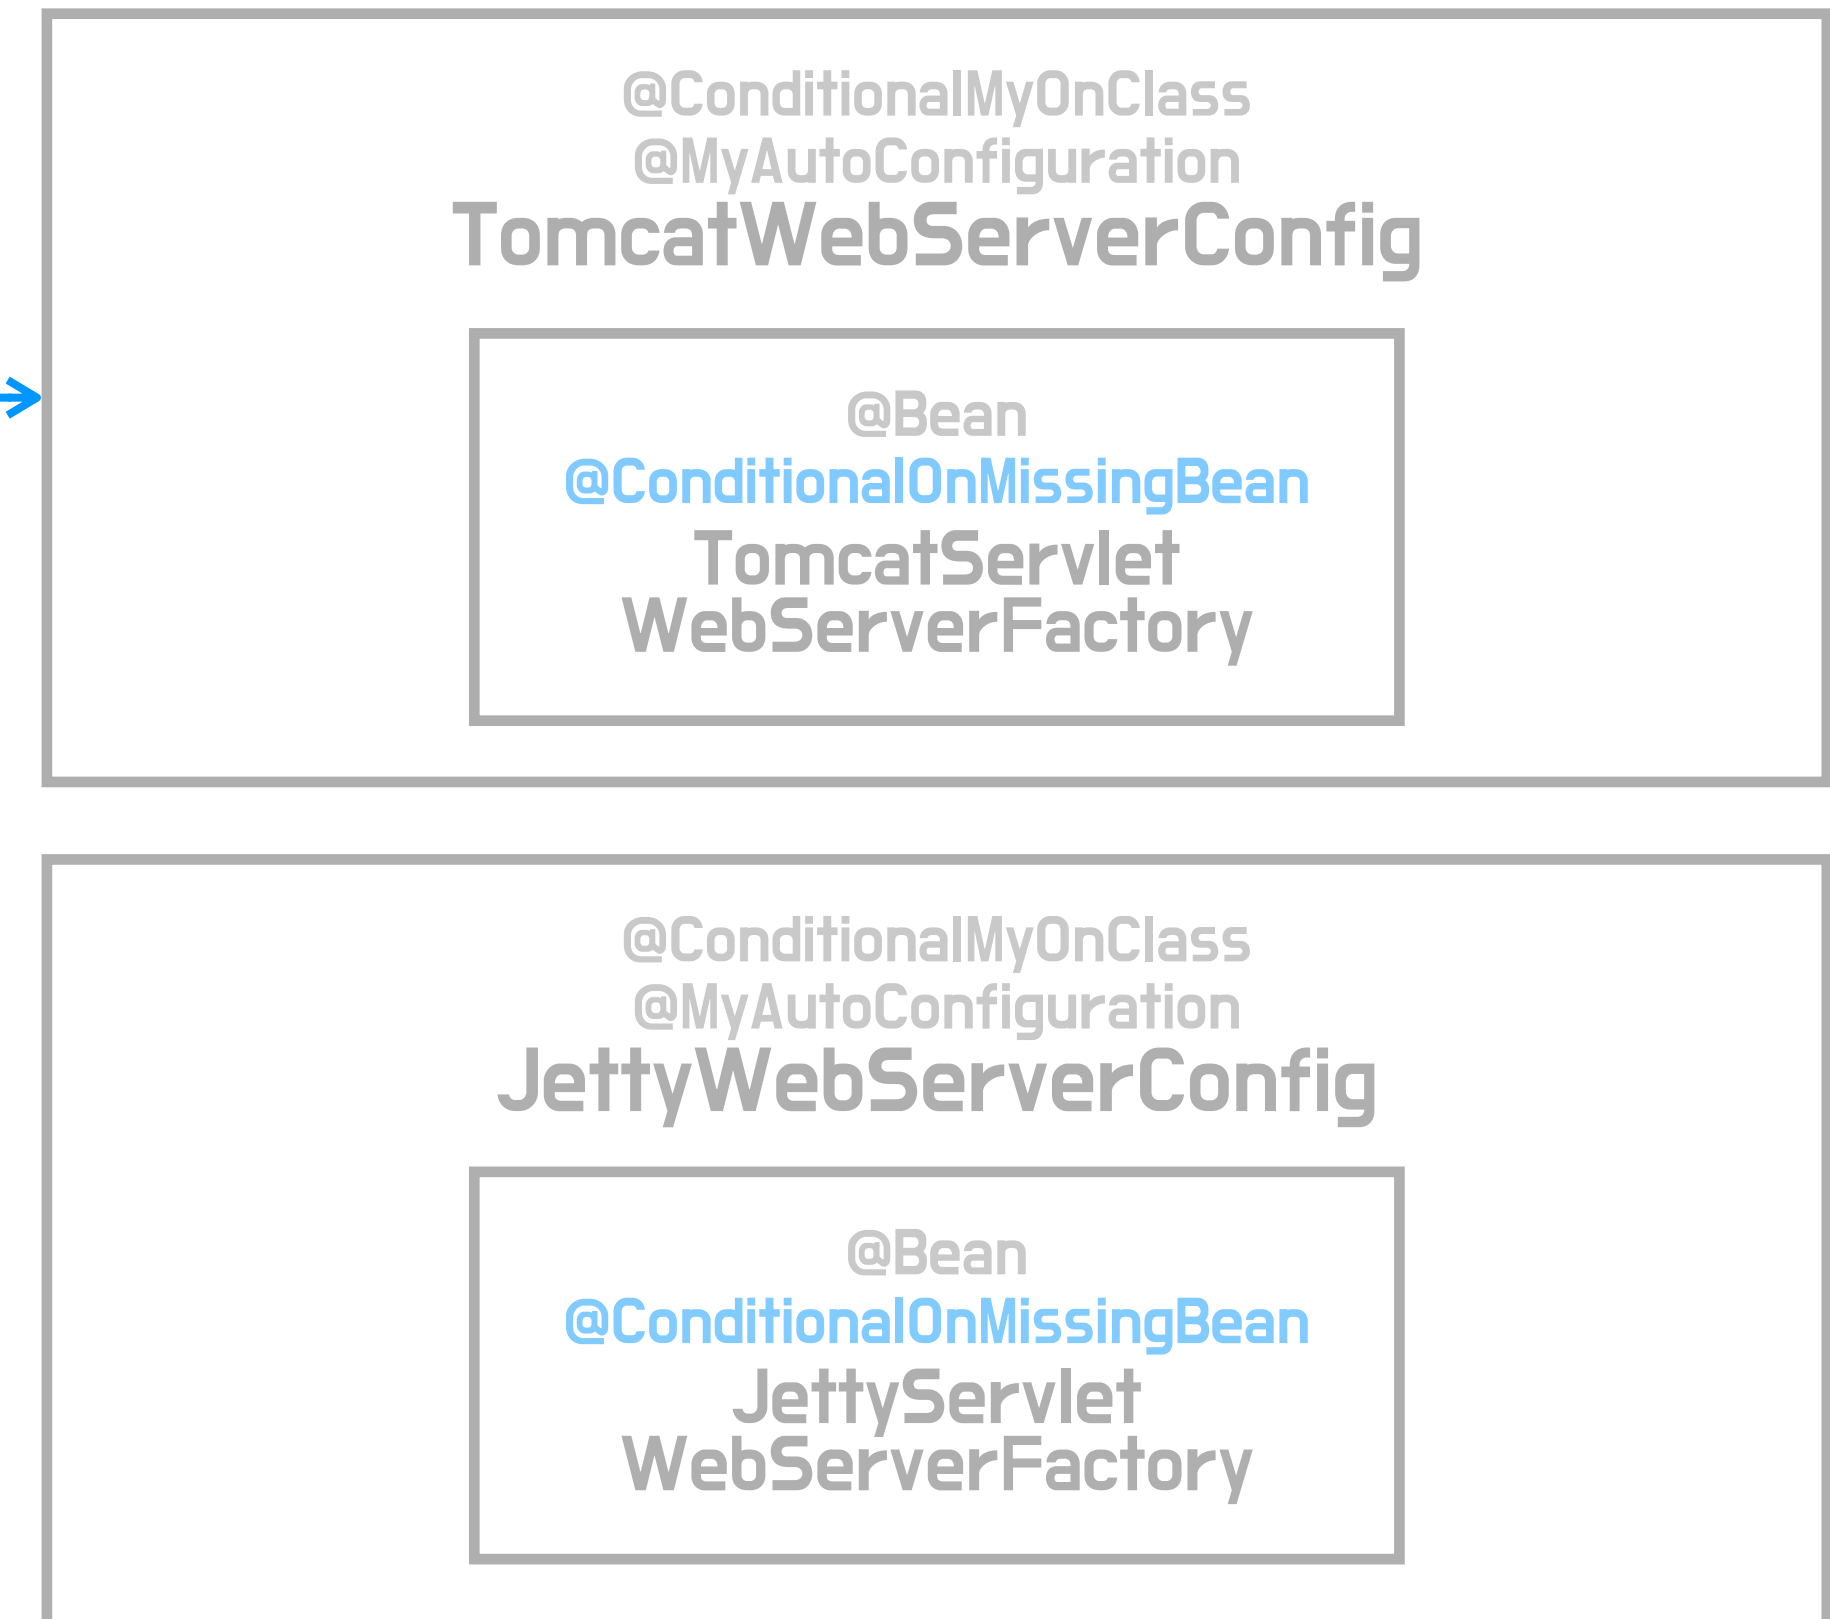 @ConditionalMyOnClass
@MyAutoConfiguration
TomcatWebServerConfig
@Bean
@ConditionalOnMissingBean
TomcatServlet
WebServerFactory
@ConditionalMyOnClass
@MyAutoConfiguration
JettyWebServerConfig
@Bean
@ConditionalOnMissingBean
JettyServlet
WebServerFactory